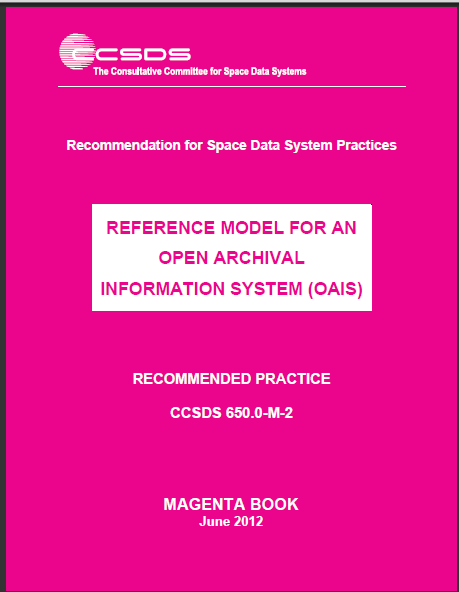 CCSDS
The Consultative Committee for Space Data Systems
Recommendation for Space Data System Practices
REFERENCE MODEL FOR AN
OPEN ARCHIVAL
INFORMATION SYSTEM (OAIS)
RECOMMENDED PRACTICE
CCSDS 650.0-M-2
MAGENTA BOOK
June 2012